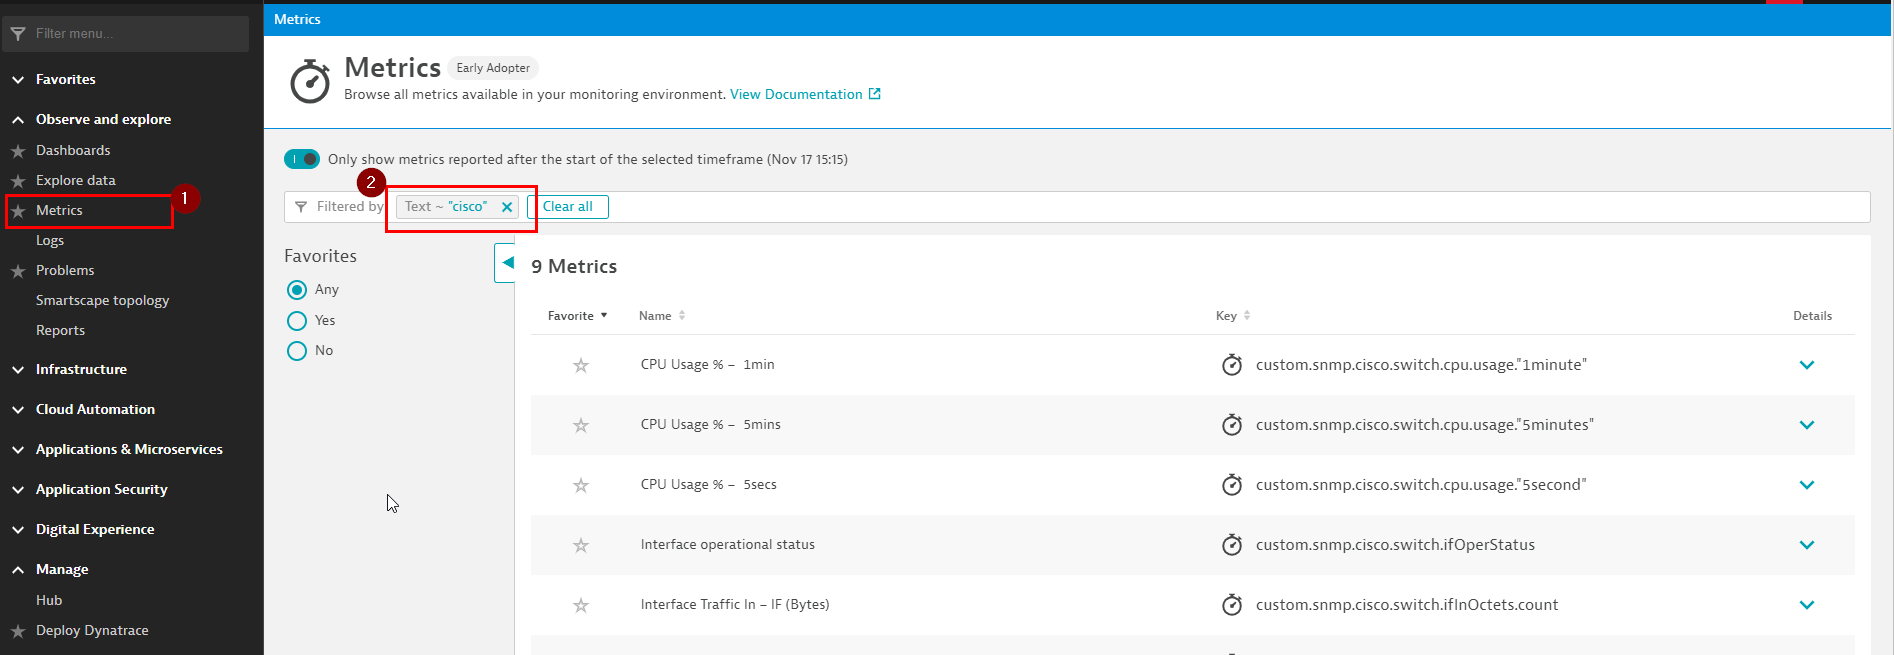 Filter menu...
Favorites
Observe and explore
Dashboards
Explore data
Metrics
1
Logs
Problems
Smartscape topology
Reports
Infrastructure
Cloud Automation
Applications & Microservices
Application Security
Digital Experience
Manage
Hub
Deploy Dynatrace
Metrics
Metrics Early Adopter
Browse all metrics available in your monitoring environment. View Documentation
Only show metrics reported after the start of the selected timeframe (Nov 17 15:15)
2
Filtered by Text ~ "cisco" Clear all
Favorites
Any
Yes
No
9 Metrics
Favorite Name Key Details
CPU Usage % – 1min custom.snmp.cisco.switch.cpu.usage."1minute"
CPU Usage % – 5mins custom.snmp.cisco.switch.cpu.usage."5minutes"
CPU Usage % – 5secs custom.snmp.cisco.switch.cpu.usage."5second"
Interface operational status custom.snmp.cisco.switch.ifOperStatus
Interface Traffic In – IF (Bytes) custom.snmp.cisco.switch.ifInOctets.count